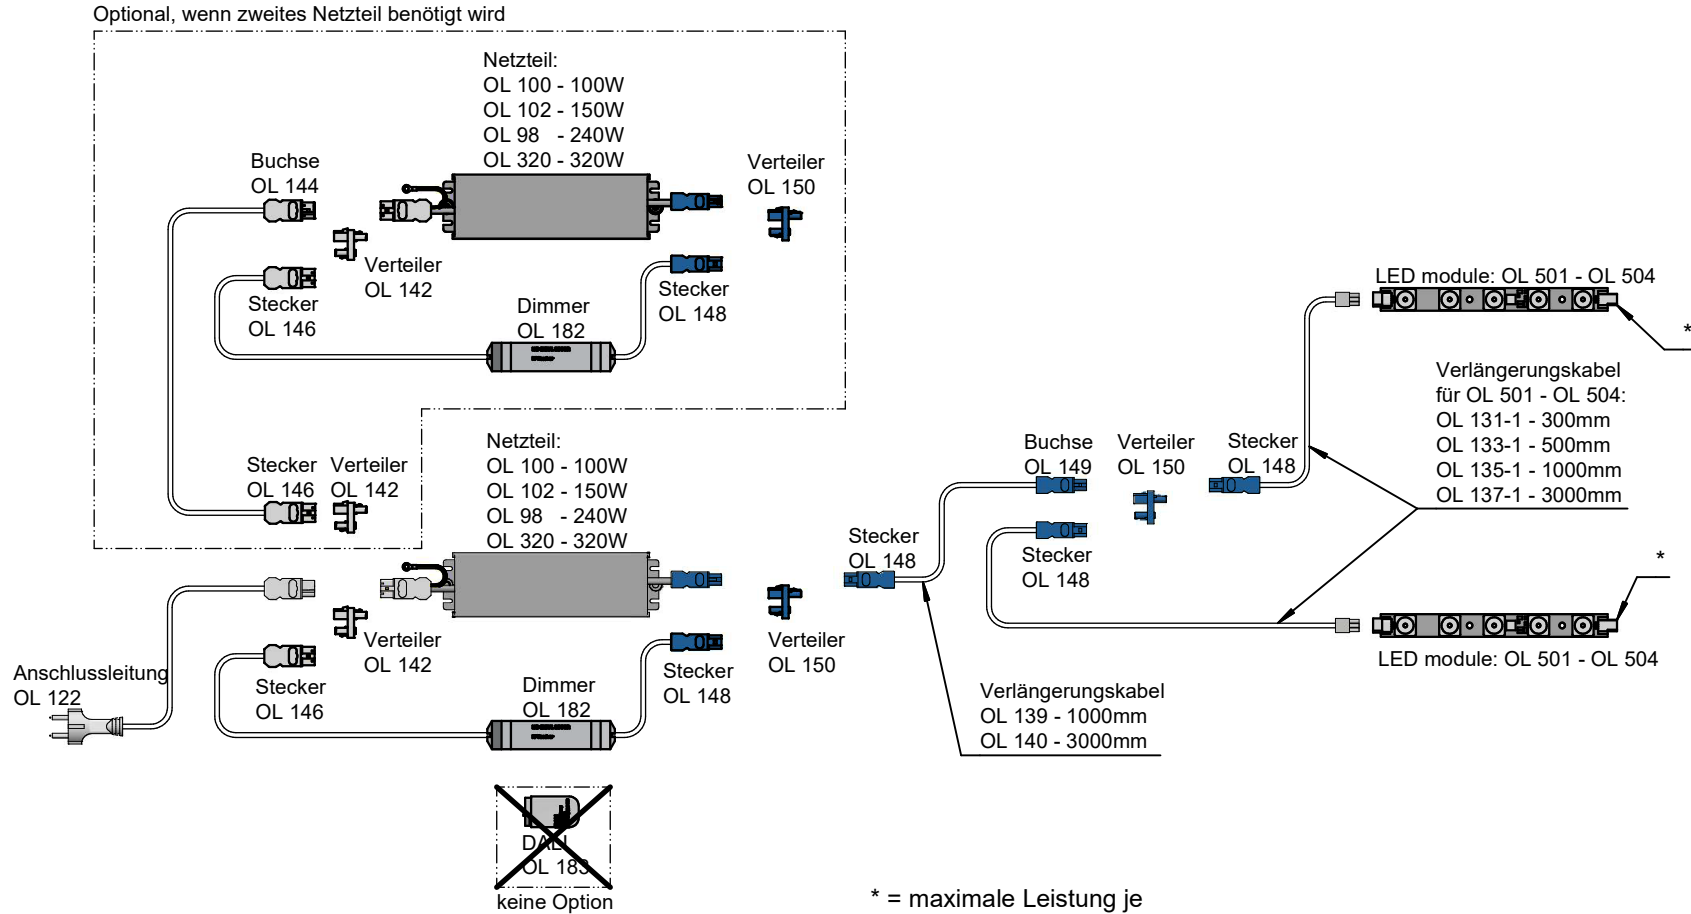 Optional, wenn zweites Netzteil benötigt wird
Netzteil:
OL 100 - 100W
OL 102 - 150W
OL 98 - 240W
OL 320 - 320W
Buchse
OL 144
Verteiler
OL 150
Verteiler
OL 142
Stecker
OL 146
Dimmer
OL 182
Stecker
OL 148
LED module: OL 501 - OL 504
*
Verlängerungskabel
für OL 501 - OL 504:
OL 131-1 - 300mm
OL 133-1 - 500mm
OL 135-1 - 1000mm
OL 137-1 - 3000mm
Stecker
OL 146
Verteiler
OL 142
Netzteil:
OL 100 - 100W
OL 102 - 150W
OL 98 - 240W
OL 320 - 320W
Buchse
OL 149
Verteiler
OL 150
Stecker
OL 148
Stecker
OL 148
Stecker
OL 148
*
Verteiler
OL 142
Verteiler
OL 150
LED module: OL 501 - OL 504
Anschlussleitung
OL 122
Stecker
OL 146
Dimmer
OL 182
Stecker
OL 148
Verlängerungskabel
OL 139 - 1000mm
OL 140 - 3000mm
DALI
OL 183
keine Option
* = maximale Leistung je